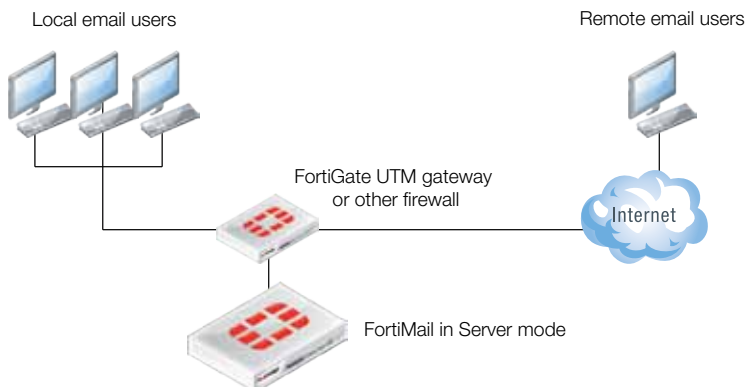 Local email users
Remote email users
FortiGate UTM gateway
or other firewall
Internet
FortiMail in Server mode